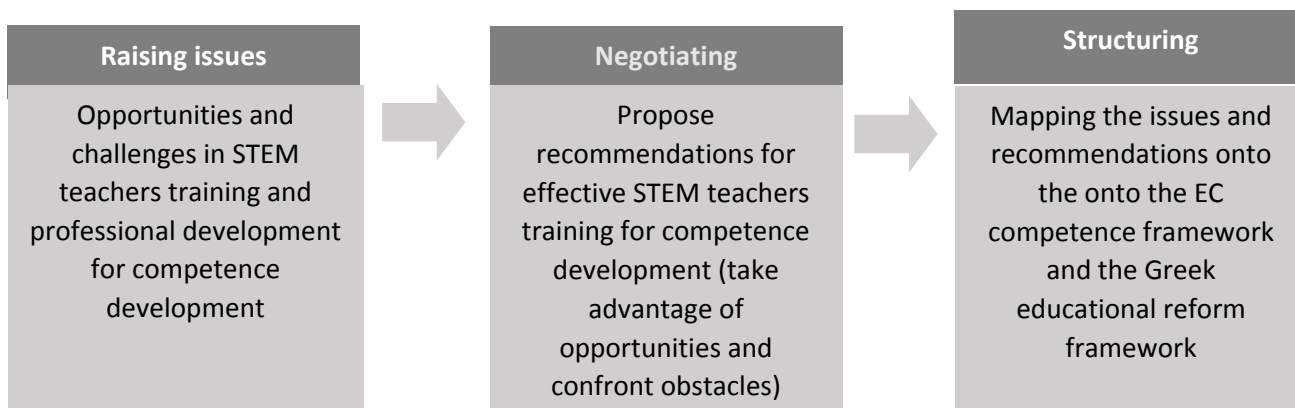 Raising issues
Opportunities and
challenges in STEM
teachers training and
professional development
for competence
development
Negotiating
Propose
recommendations for
effective STEM teachers
training for competence
development (take
advantage of
opportunities and
confront obstacles)
Structuring
Mapping the issues and
recommendations onto
the onto the EC
competence framework
and the Greek
educational reform
framework